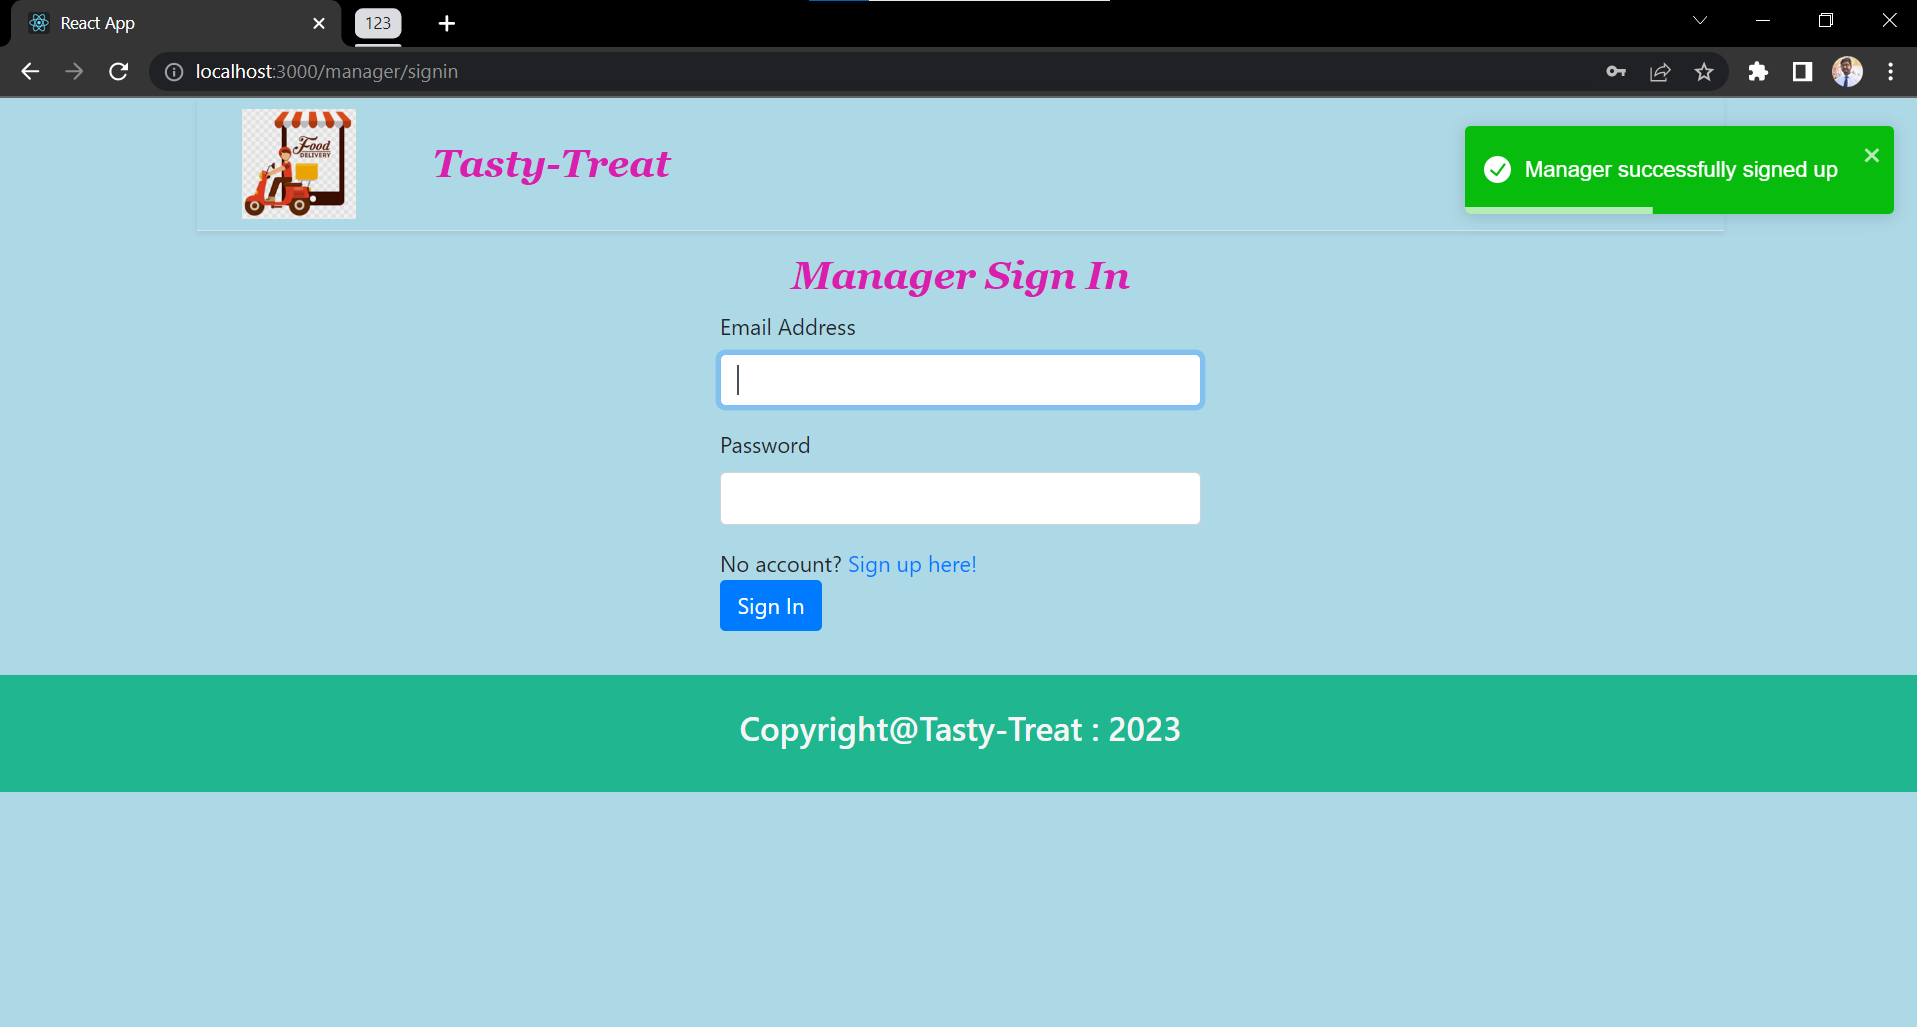 React App
123
localhost:3000/manager/signin
Food
DELIVERY
Tasty-Treat
Manager successfully signed up
Manager Sign In
Email Address
Password
No account? Sign up here!
Sign In
Copyright@Tasty-Treat : 2023